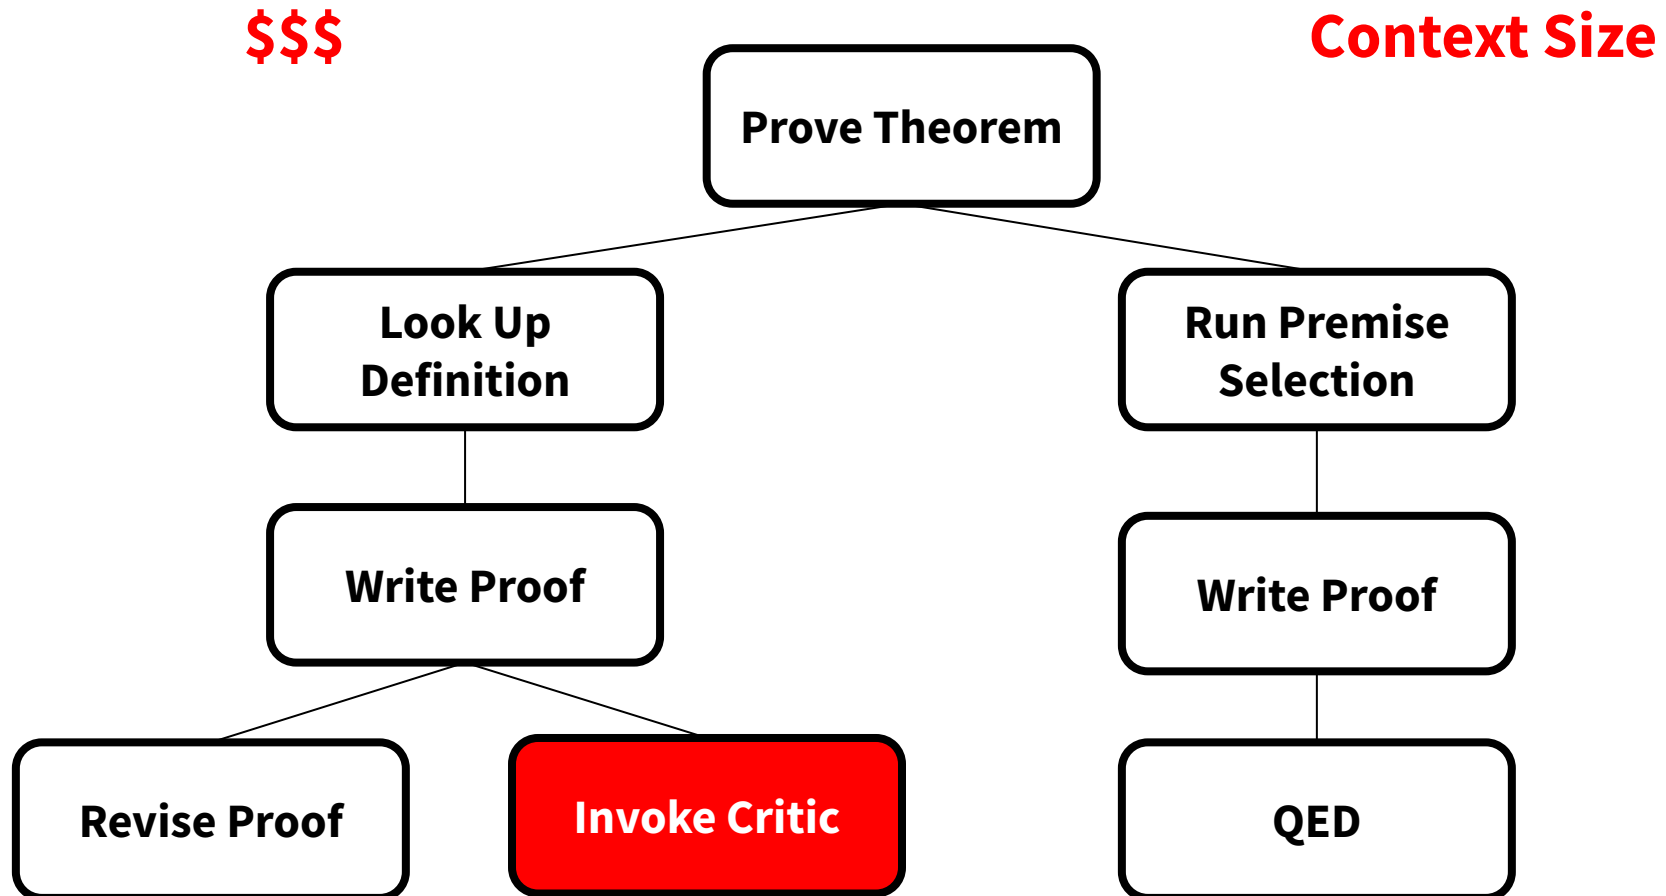 $$$
Context Size
Prove Theorem
Look Up
Definition
Run Premise
Selection
Write Proof
Write Proof
Revise Proof
Invoke Critic
QED